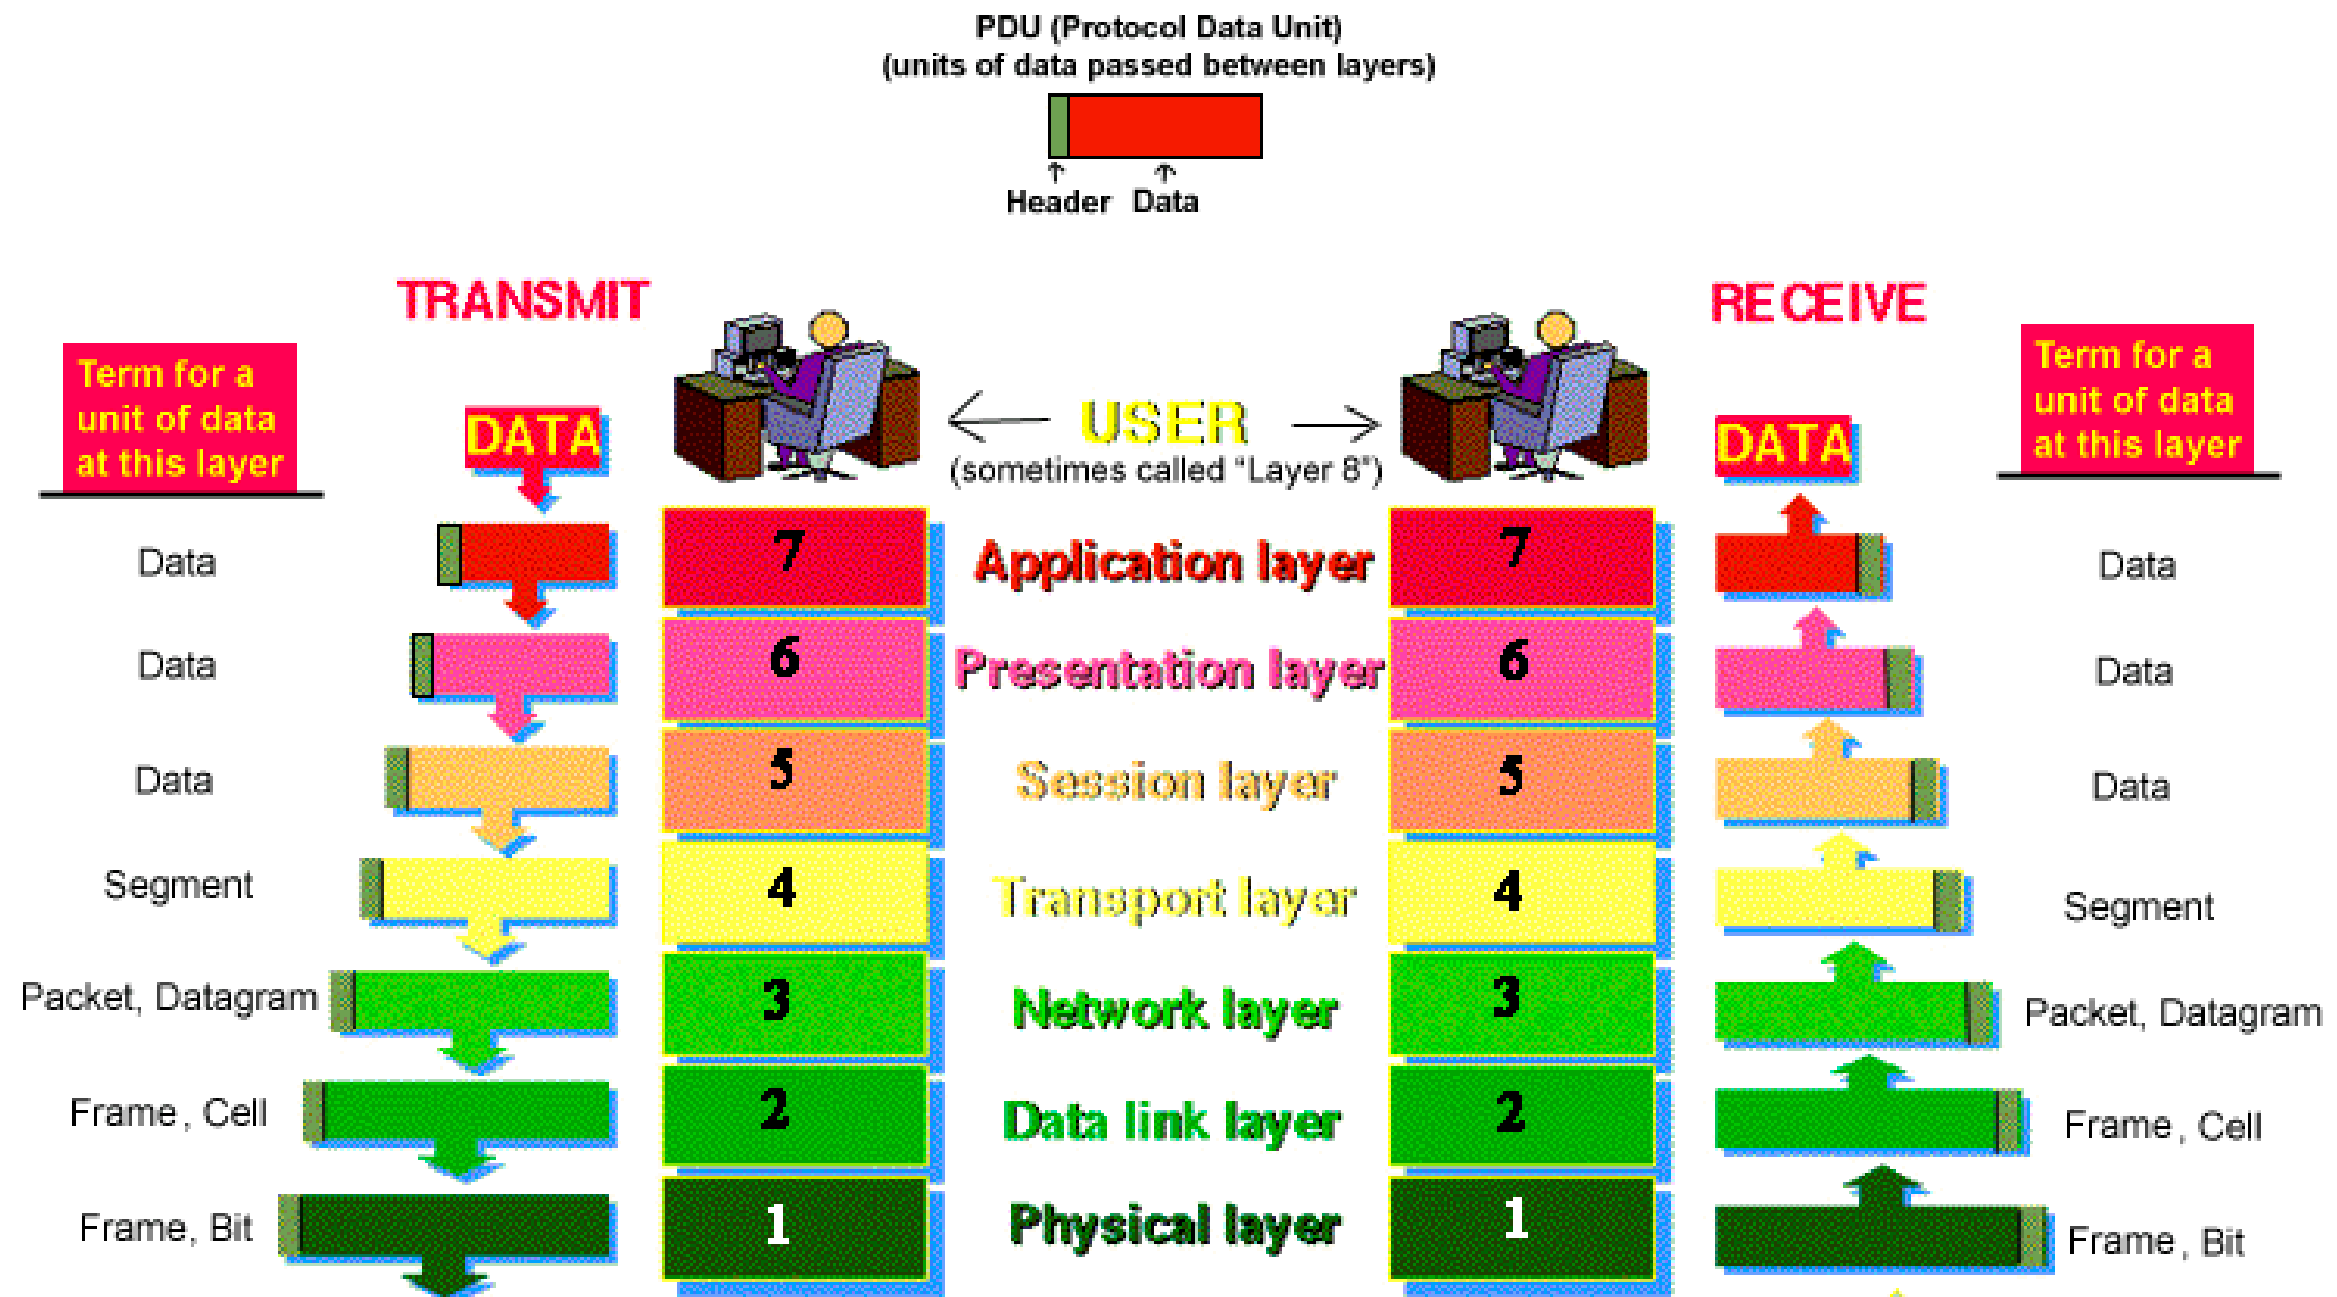 PDU (Protocol Data Unit)
(units of data passed between layers)
Header Data
TRANSMIT
RECEIVE
Term for a
unit of data
at this layer
DATA
USER
(sometimes called "Layer 8")
DATA
Term for a
unit of data
at this layer
Data
7
Application layer
7
Data
Data
6
Presentation layer
6
Data
Data
5
Session layer
5
Data
Segment
4
Transport layer
4
Segment
Packet, Datagram
3
Network layer
3
Packet, Datagram
Frame, Cell
2
Data link layer
2
Frame, Cell
Frame, Bit
1
Physical layer
1
Frame, Bit